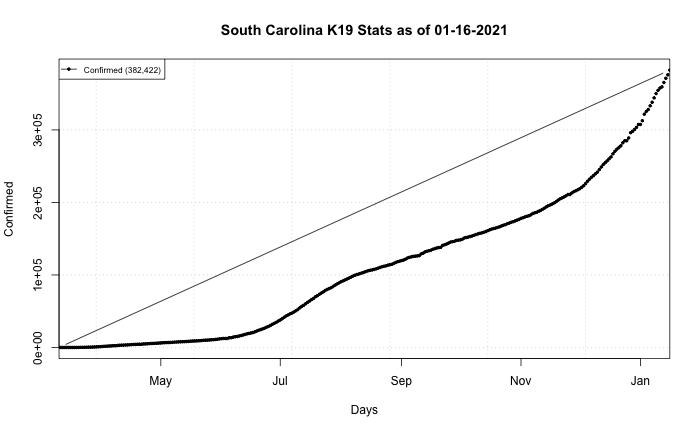 South Carolina K19 Stats as of 01-16-2021
Confirmed (382,422)
Confirmed
0e+00
1e+05
2e+05
3e+05
May
Jul
Sep
Nov
Jan
Days